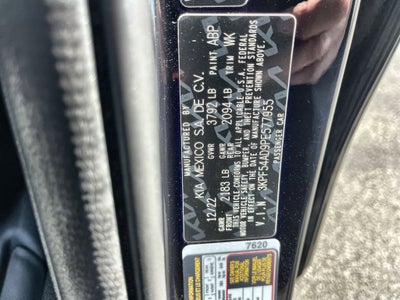 MANUFACTURED BY
KIA MEXICO S.A. DE C.V.
12/22 GVWR 3792 LB PAINT ABP
GAWR: FRONT 2183 LB REAR 2094 LB TRIM WK
THIS VEHICLE CONFORMS TO ALL APPLICABLE U.S.A. FEDERAL
MOTOR VEHICLE SAFETY, BUMPER, AND THEFT PREVENTION STANDARDS
IN EFFECT ON THE DATE OF MANUFACTURE SHOWN ABOVE.
V.I.N: 3KPF54AD9PE577955
PASSENGER CAR
7620